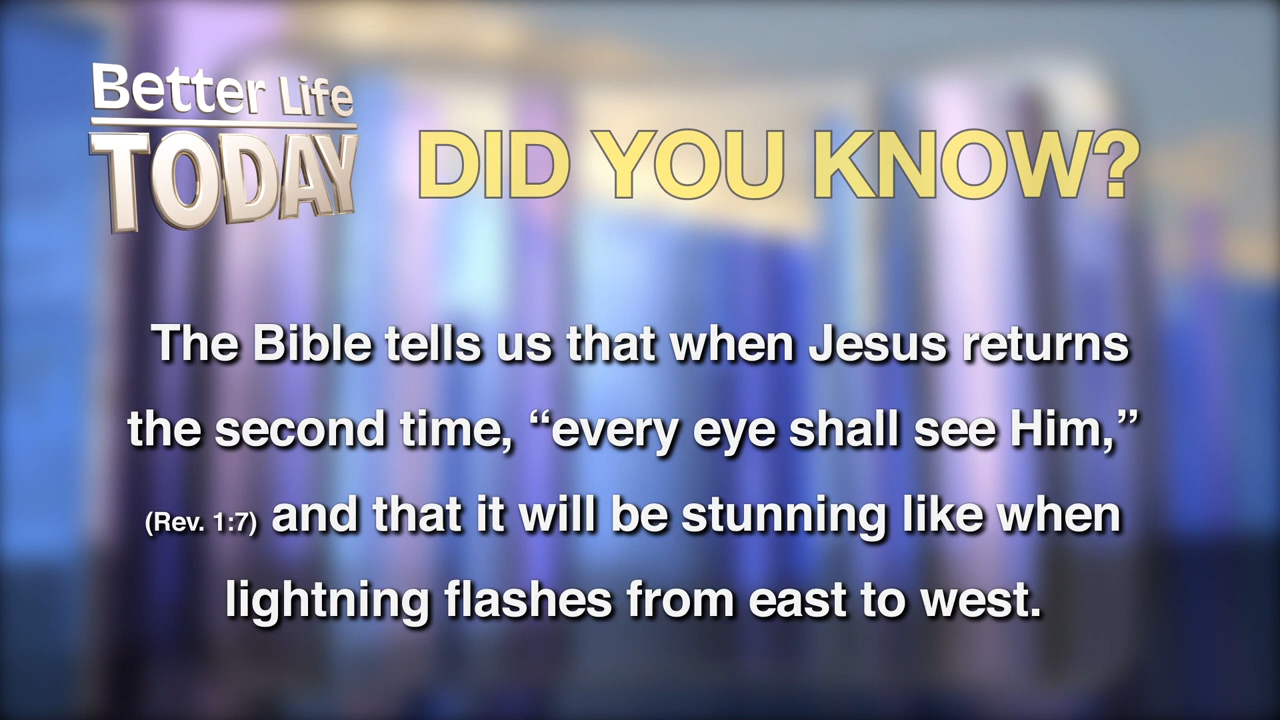 Better Life
TODAY
DID YOU KNOW?
The Bible tells us that when Jesus returns
the second time, “every eye shall see Him,”
(Rev. 1:7) and that it will be stunning like when
lightning flashes from east to west.